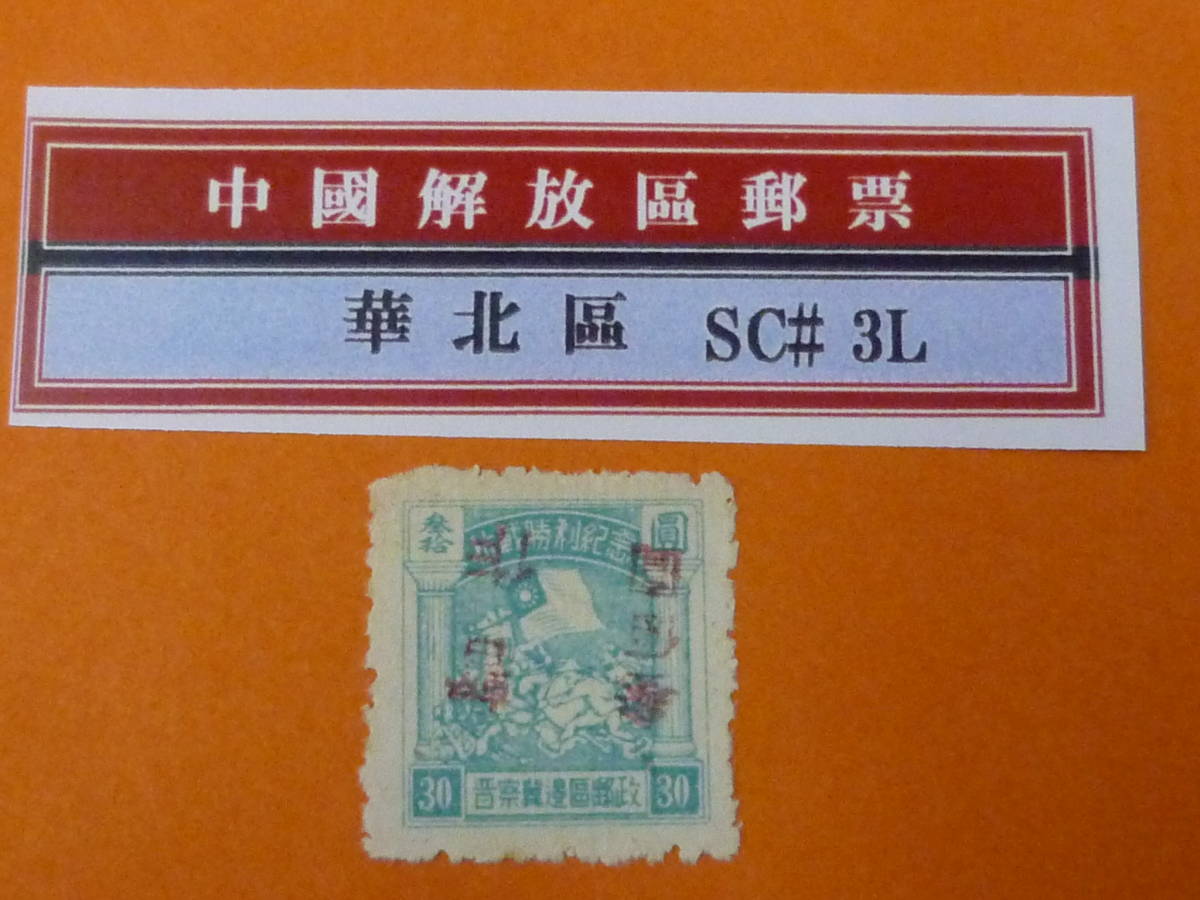 中國解放區郵票
華北區 SC# 3L
叁拾 圓
戰勝利紀念
30 晋察冀邊區郵政 30